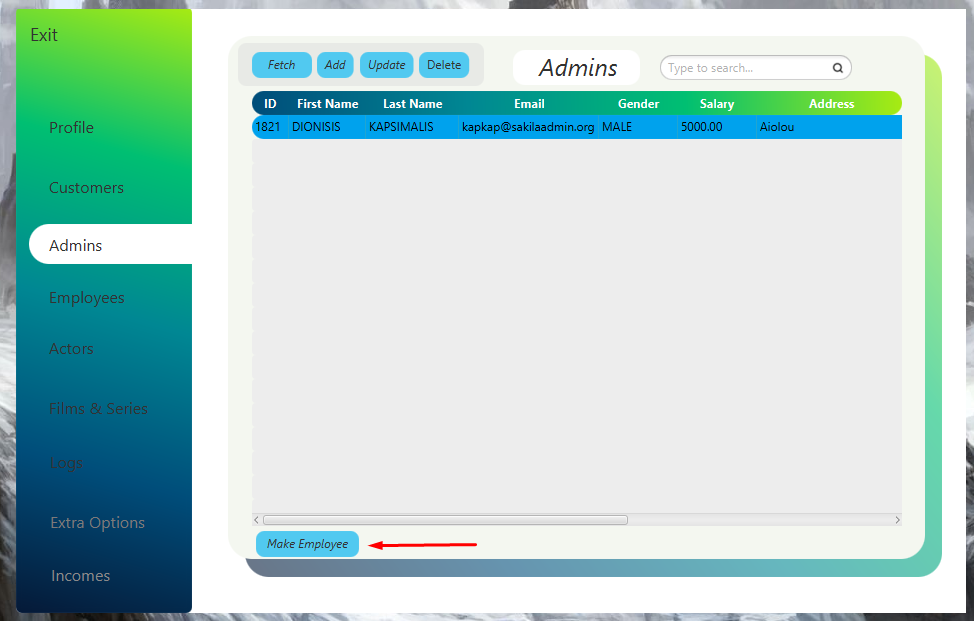 Exit
Profile
Customers
Admins
Employees
Actors
Films & Series
Logs
Extra Options
Incomes
Fetch Add Update Delete
Admins
Type to search...
ID First Name Last Name Email Gender Salary Address
1821 DIONISIS KAPSIMALIS kapkap@sakilaadmin.org MALE 5000.00 Aiolou
Make Employee